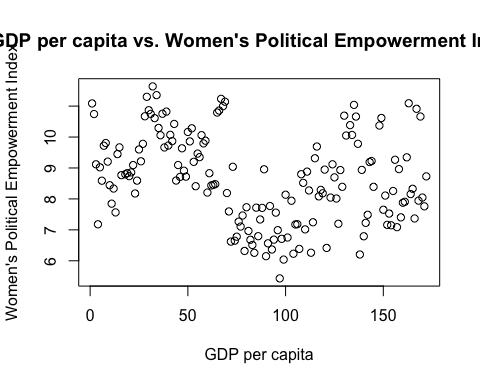 GDP per capita vs. Women's Political Empowerment In
Women's Political Empowerment Index
10
9
8
7
6
0 50 100 150
GDP per capita